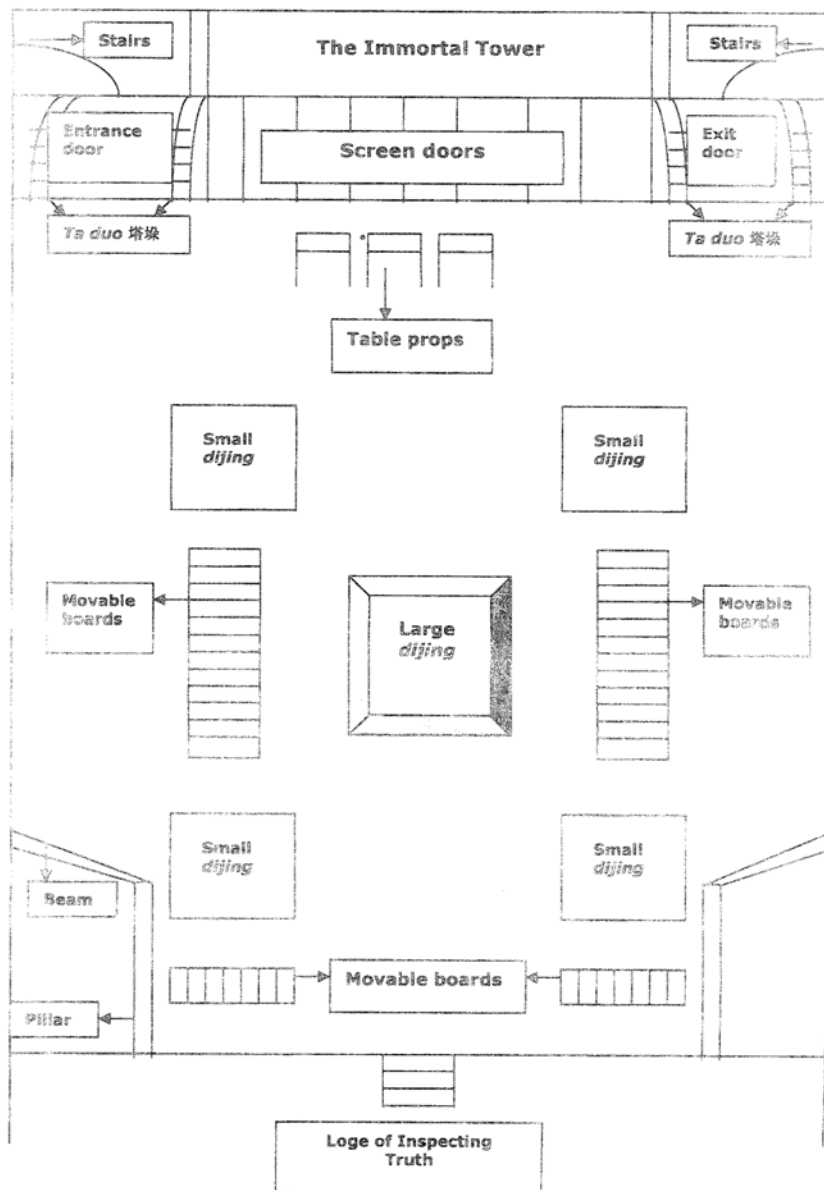 Stairs
The Immortal Tower
Stairs
Entrance
door
Screen doors
Exit
door
Ta duo 塔垛
Ta duo 塔垛
Table props
Small
dijing
Small
dijing
Movable
boards
Large
dijing
Movable
boards
Small
dijing
Small
dijing
Beam
Movable boards
Pillar
Loge of Inspecting
Truth